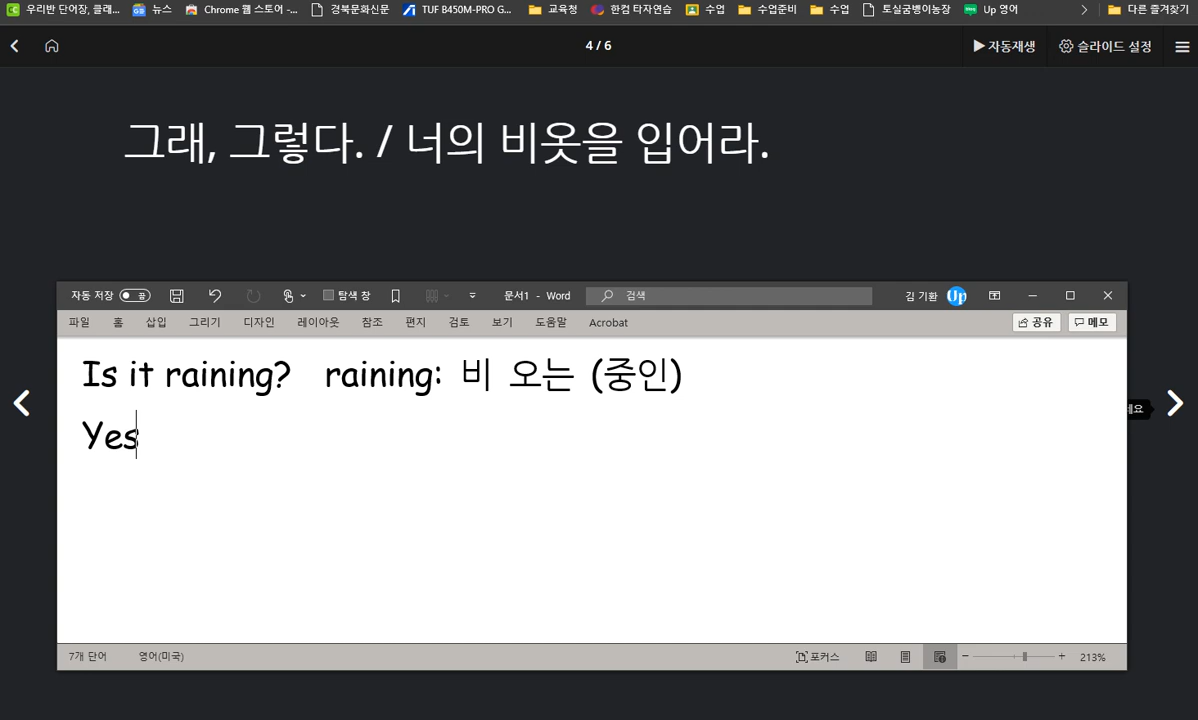 우리반 단어장, 클래... 뉴스 Chrome 웹 스토어 -... 경북문화신문 TUF B450M-PRO G... 교육청 한컴 타자연습 수업 수업준비 수업 토실굼벵이농장 Up 영어 다른 즐겨찾기
4 / 6 자동재생 슬라이드 설정
그래, 그렇다. / 너의 비옷을 입어라.
자동 저장 끔 탐색 창 문서1 - Word 검색 김 기환 Up
파일 홈 삽입 그리기 디자인 레이아웃 참조 편지 검토 보기 도움말 Acrobat 공유 메모
Is it raining? raining: 비 오는 (중인)
Yes
7개 단어 영어(미국) 포커스 213%